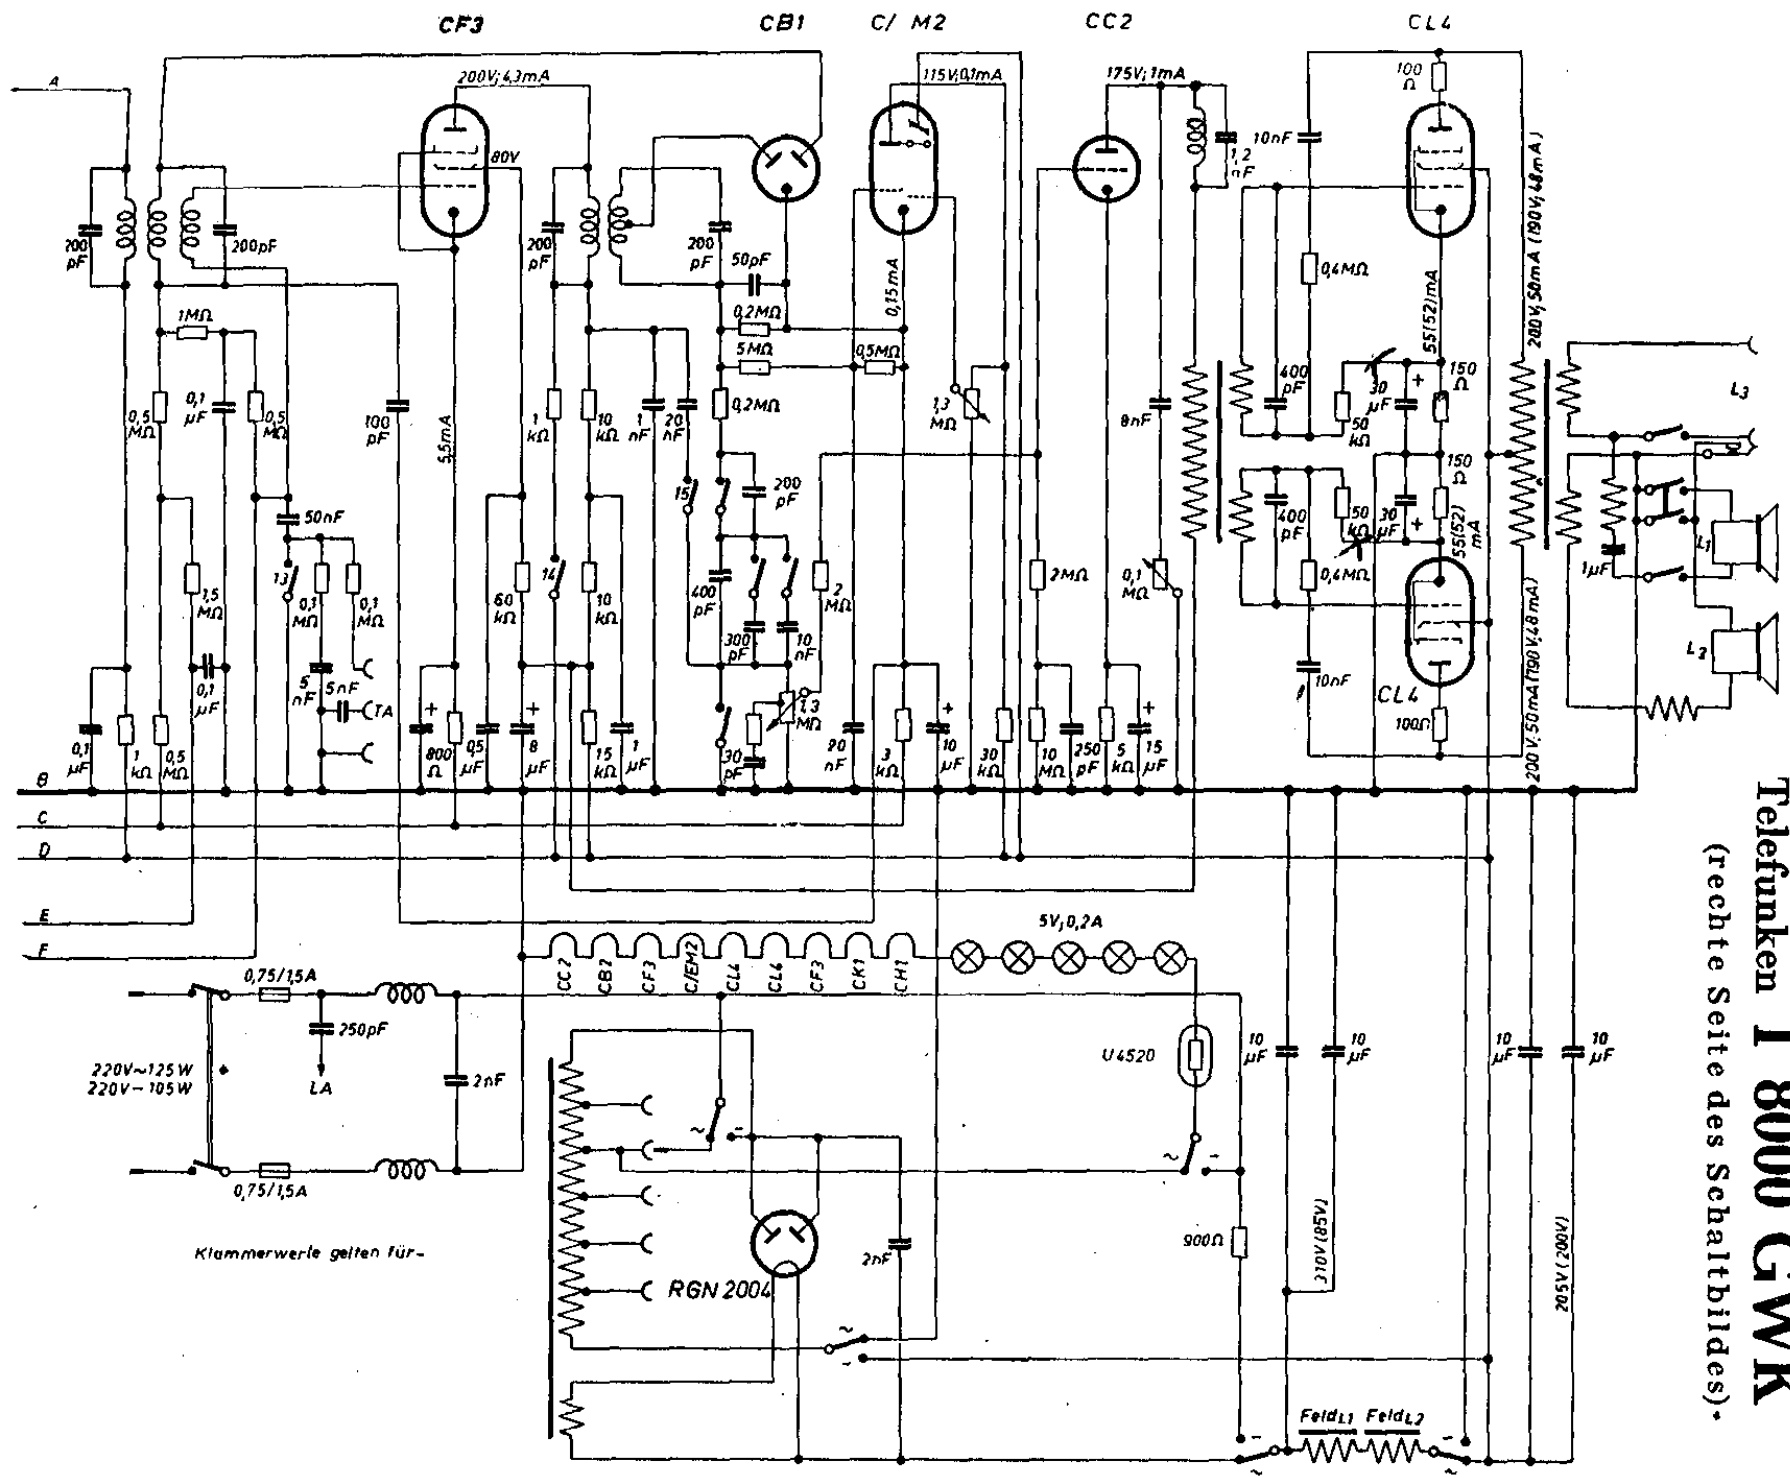 CF3
CB1
C/ M2
CC2
CL4
A
200V; 4,3mA
115V; 0,1mA
175V; 1mA
100
Ω
80V
10nF
1,2
nF
200
pF
200pF
200
pF
200
pF
50pF
0,15mA
0,4MΩ
55(52)mA
200V, 50mA (190V, 48mA)
1MΩ
0,2MΩ
5MΩ
0,5MΩ
0,5
MΩ
0,1
µF
0,5
MΩ
100
pF
5,5mA
1
kΩ
10
kΩ
1
nF
20
nF
0,2MΩ
1,3
MΩ
8nF
400
pF
50
kΩ
30
µF
+
150
Ω
L3
15
200
pF
400
pF
50
kΩ
30
µF
+
150
Ω
55(52)
mA
50nF
13
1,5
MΩ
0,1
MΩ
0,1
MΩ
60
kΩ
14
10
kΩ
400
pF
2
MΩ
2MΩ
0,1
MΩ
0,4MΩ
1µF
L1
300
pF
10
nF
L2
0,1
µF
5
nF
5nF
TA
1,3
MΩ
10nF
CL4
100Ω
200V, 50mA (190V, 48mA)
0,1
µF
1
kΩ
0,5
MΩ
+
800
Ω
0,5
µF
+
8
µF
15
kΩ
1
µF
30
pF
20
nF
3
kΩ
+
10
µF
30
kΩ
10
MΩ
250
pF
5
kΩ
+
15
µF
B
C
D
E
F
5V; 0,2A
CC2
CB2
CF3
C/EM2
CL4
CL4
CF3
CK1
CH1
0,75/1,5A
250pF
LA
2nF
220V~125W
220V–105W
0,75/1,5A
U4520
10
µF
10
µF
10
µF
10
µF
~
-
~
-
900Ω
310V (85V)
205V (200V)
Klammerwerte gelten für-
RGN 2004
2nF
~
-
Feld L1
Feld L2
-
~
-
~
Telefunken T 8000 GWK
(rechte Seite des Schaltbildes).